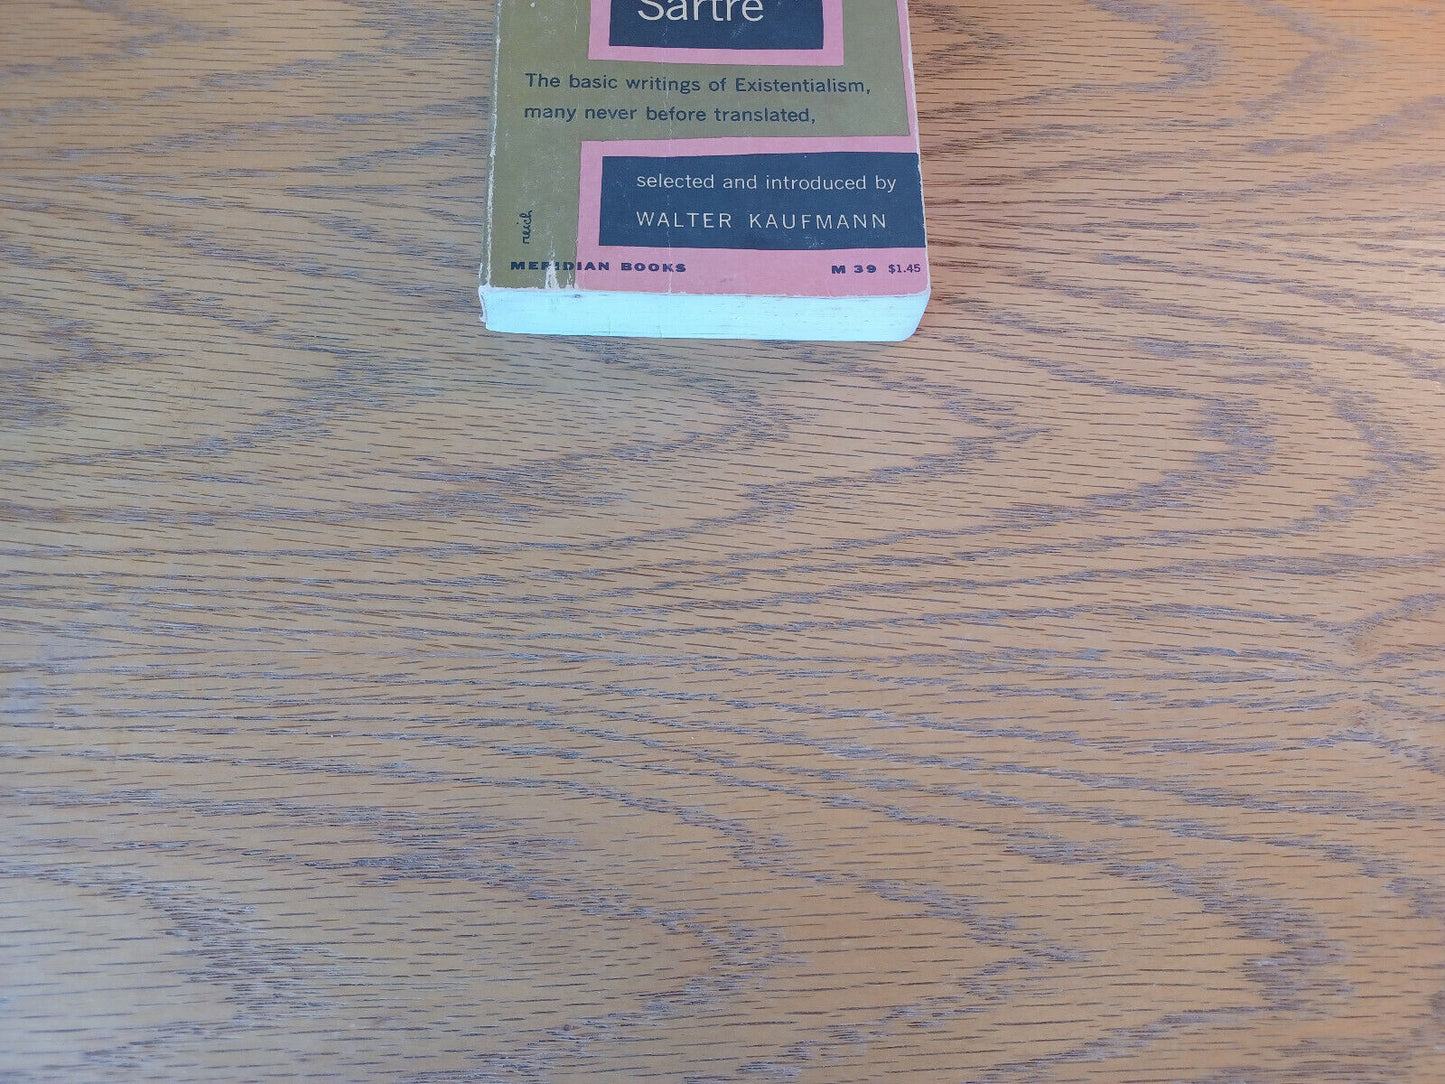 Sartre
The basic writings of Existentialism,
many never before translated,
selected and introduced by
WALTER KAUFMANN
reich
MERIDIAN BOOKS M 39 $1.45